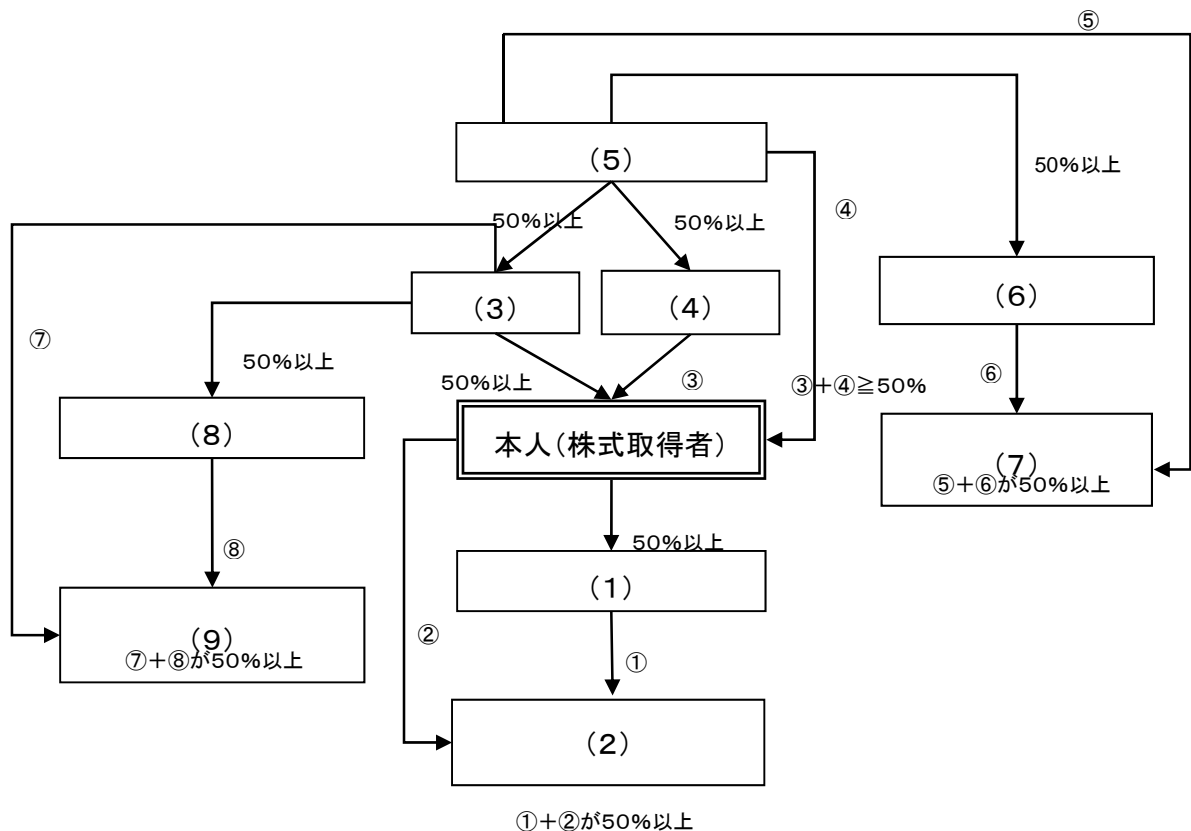 ⑤
（５）
50%以上
④
50%以上
50%以上
（３）
（４）
（６）
⑦
50%以上
50%以上
③
③＋④≧50%
⑥
（８）
本人（株式取得者）
（７）
⑤＋⑥が50%以上
50%以上
⑧
（１）
（９）
⑦＋⑧が50%以上
②
①
（２）
①＋②が50%以上